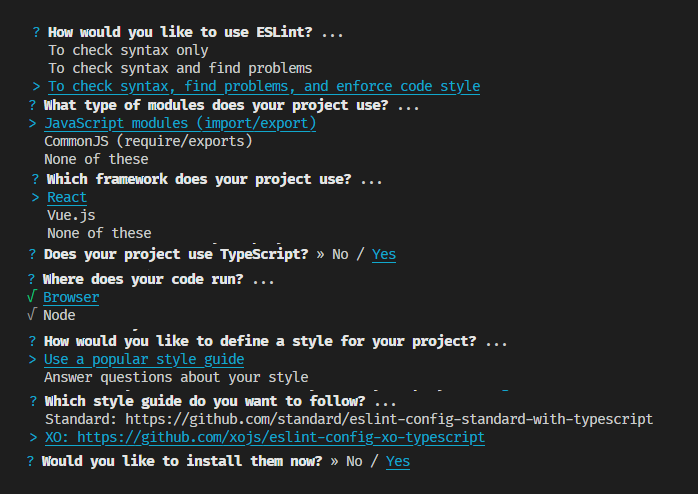 ? How would you like to use ESLint? ...
To check syntax only
To check syntax and find problems
> To check syntax, find problems, and enforce code style
? What type of modules does your project use? ...
> JavaScript modules (import/export)
CommonJS (require/exports)
None of these
? Which framework does your project use? ...
> React
Vue.js
None of these
? Does your project use TypeScript? » No / Yes
? Where does your code run? ...
√ Browser
√ Node
? How would you like to define a style for your project? ...
> Use a popular style guide
Answer questions about your style
? Which style guide do you want to follow? ...
Standard: https://github.com/standard/eslint-config-standard-with-typescript
> XO: https://github.com/xojs/eslint-config-xo-typescript
? Would you like to install them now? » No / Yes